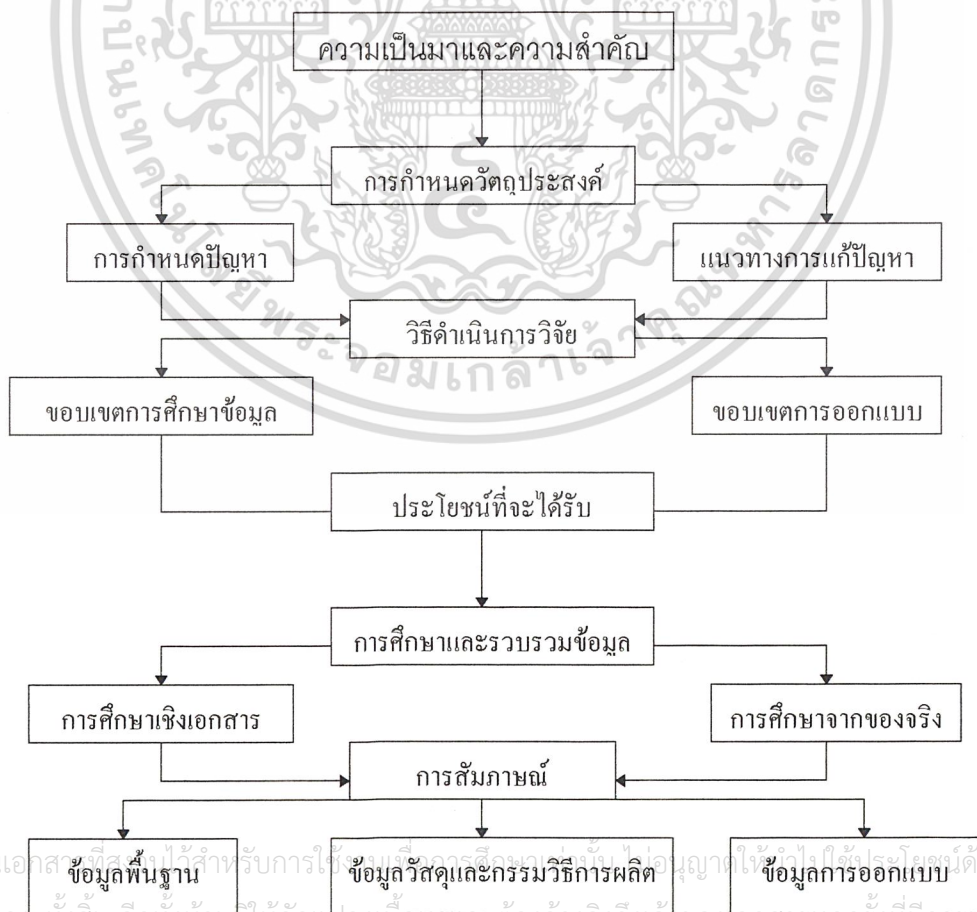 ความเป็นมาและความสำคัญ
การกำหนดวัตถุประสงค์
การกำหนดปัญหา
แนวทางการแก้ปัญหา
วิธีดำเนินการวิจัย
ขอบเขตการศึกษาข้อมูล
ขอบเขตการออกแบบ
ประโยชน์ที่จะได้รับ
การศึกษาและรวบรวมข้อมูล
การศึกษาเชิงเอกสาร
การศึกษาจากของจริง
การสัมภาษณ์
ข้อมูลพื้นฐาน
ข้อมูลวัสดุและกรรมวิธีการผลิต
ข้อมูลการออกแบบ